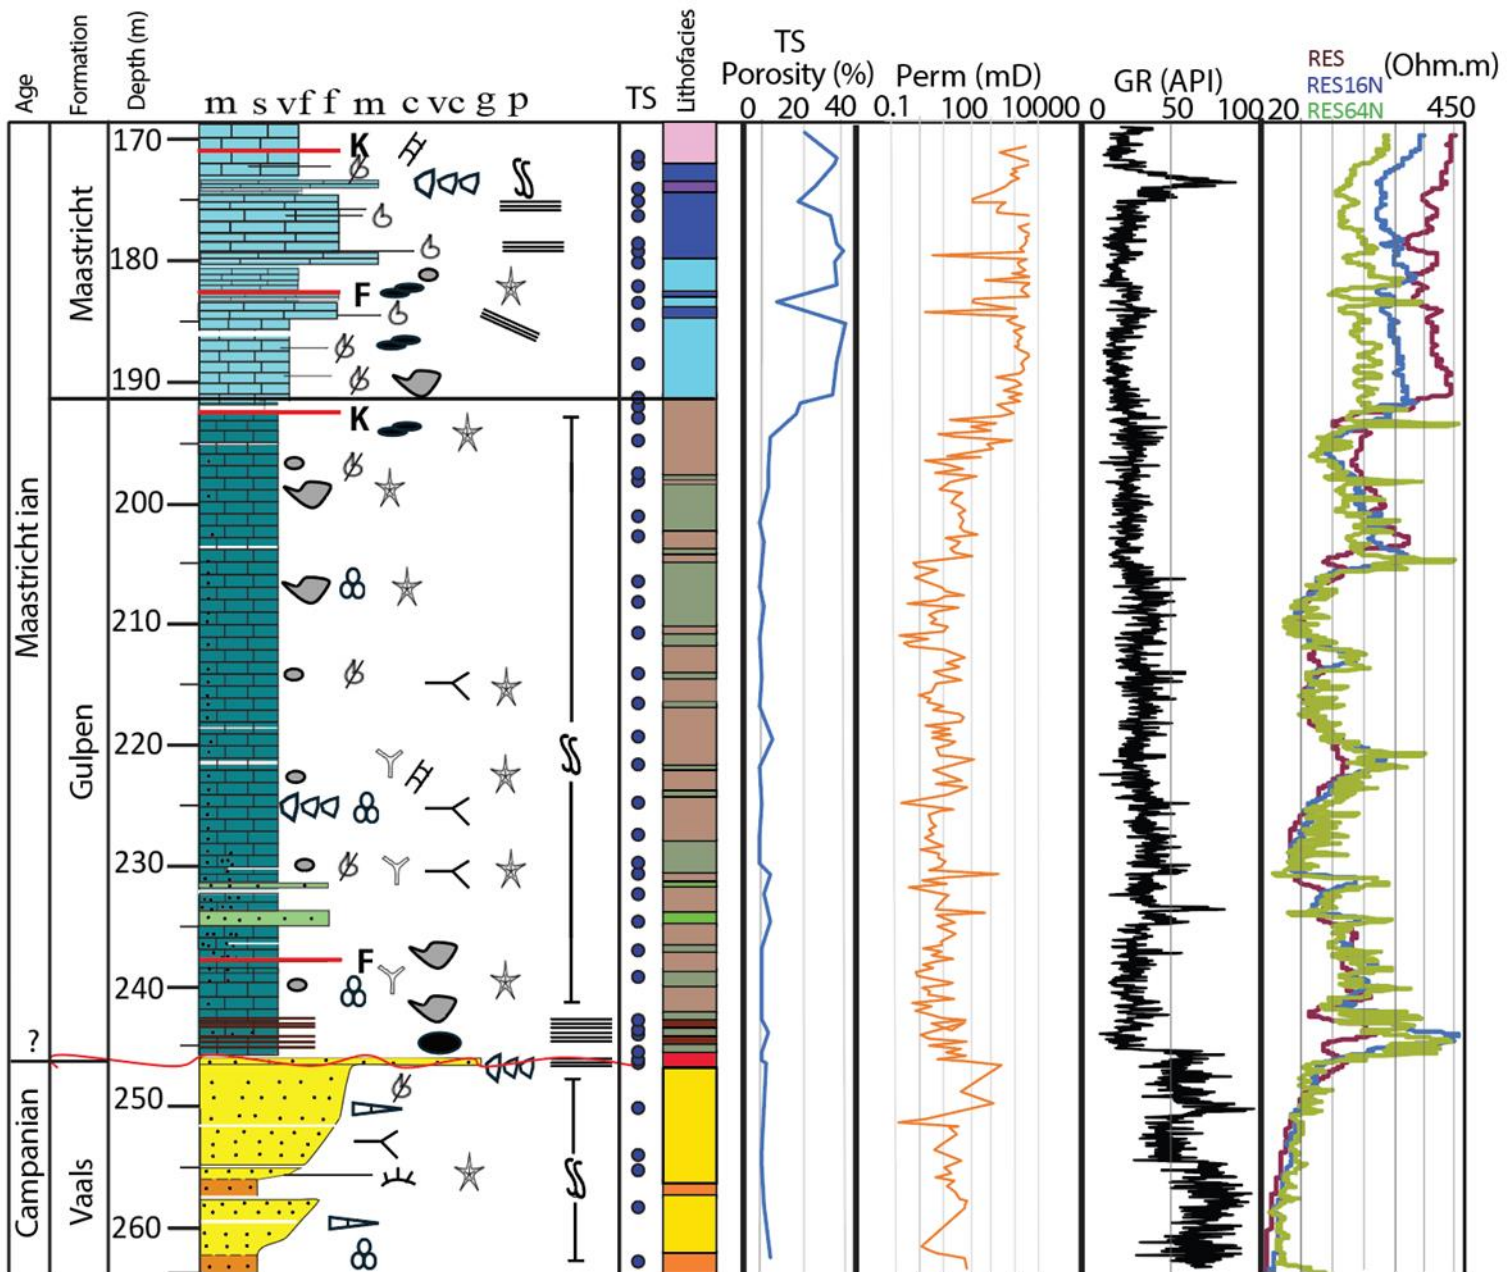 Age
Formation
Depth (m)
m s vf f m c vc g p
TS
Lithofacies
TS
Porosity (%)
0 20 40
Perm (mD)
0.1 100 10000000
GR (API)
0 50 100
RES
RES16N
RES64N
(Ohm.m)
20 450
Maastricht ian
?
Campanian
Maastricht
Gulpen
Vaals
170
180
190
200
210
220
230
240
250
260
K
F
K
F